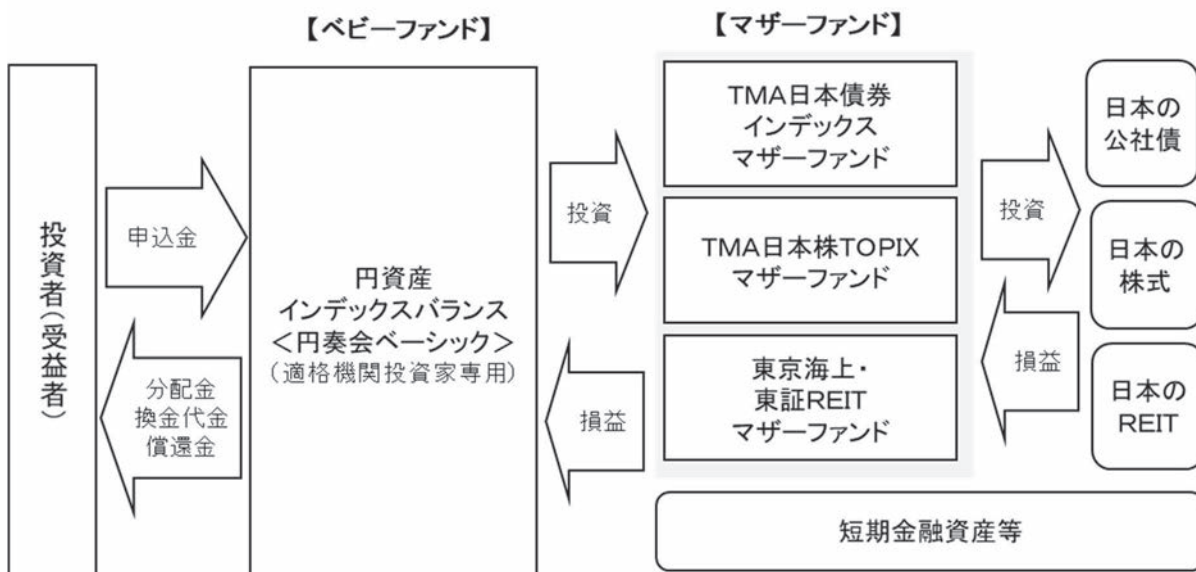 【ベビーファンド】
【マザーファンド】
投資者(受益者)
申込金
分配金
換金代金
償還金
円資産
インデックスバランス
<円奏会ベーシック>
(適格機関投資家専用)
投資
損益
TMA日本債券
インデックス
マザーファンド
TMA日本株TOPIX
マザーファンド
東京海上・
東証REIT
マザーファンド
投資
損益
日本の
公社債
日本の
株式
日本の
REIT
短期金融資産等